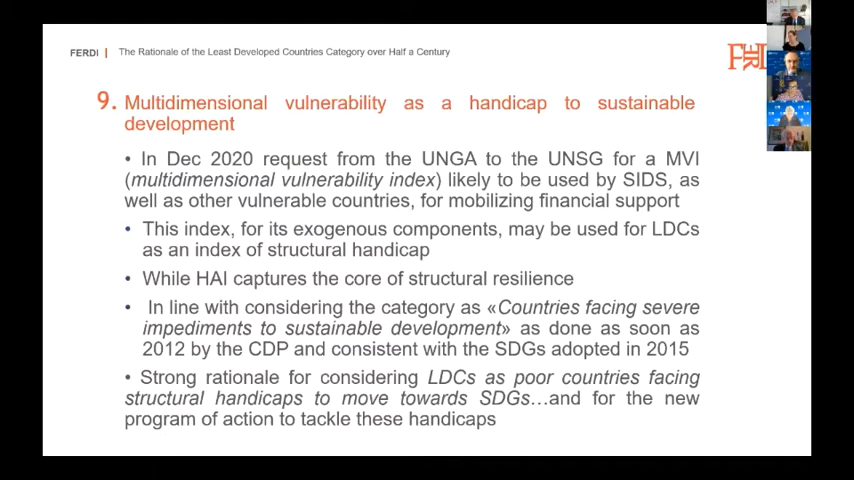 FERDI | The Rationale of the Least Developed Countries Category over Half a Century
9. Multidimensional vulnerability as a handicap to sustainable
development
• In Dec 2020 request from the UNGA to the UNSG for a MVI
(multidimensional vulnerability index) likely to be used by SIDS, as
well as other vulnerable countries, for mobilizing financial support
• This index, for its exogenous components, may be used for LDCs
as an index of structural handicap
• While HAI captures the core of structural resilience
• In line with considering the category as «Countries facing severe
impediments to sustainable development» as done as soon as
2012 by the CDP and consistent with the SDGs adopted in 2015
• Strong rationale for considering LDCs as poor countries facing
structural handicaps to move towards SDGs…and for the new
program of action to tackle these handicaps